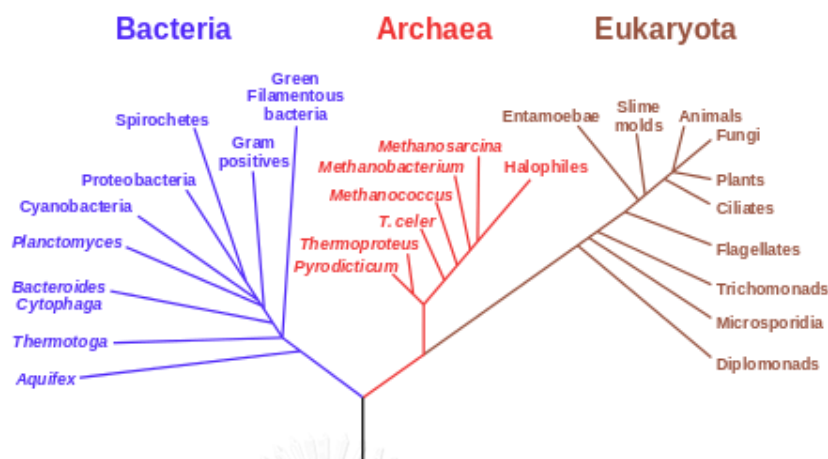 Bacteria
Archaea
Eukaryota
Green
Filamentous
bacteria
Spirochetes
Gram
positives
Proteobacteria
Cyanobacteria
Planctomyces
Bacteroides
Cytophaga
Thermotoga
Aquifex
Methanosarcina
Methanobacterium
Halophiles
Methanococcus
T. celer
Thermoproteus
Pyrodicticum
Entamoebae
Slime
molds
Animals
Fungi
Plants
Ciliates
Flagellates
Trichomonads
Microsporidia
Diplomonads